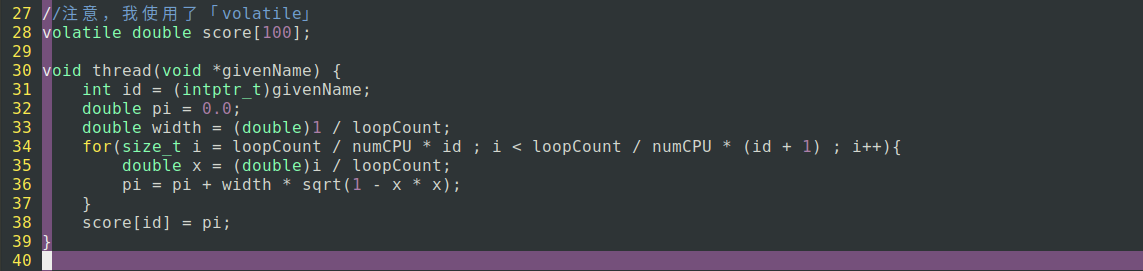 27 //注意，我使用了「volatile」
28 volatile double score[100];
29
30 void thread(void *givenName) {
31     int id = (intptr_t)givenName;
32     double pi = 0.0;
33     double width = (double)1 / loopCount;
34     for(size_t i = loopCount / numCPU * id ; i < loopCount / numCPU * (id + 1) ; i++){
35         double x = (double)i / loopCount;
36         pi = pi + width * sqrt(1 - x * x);
37     }
38     score[id] = pi;
39 }
40